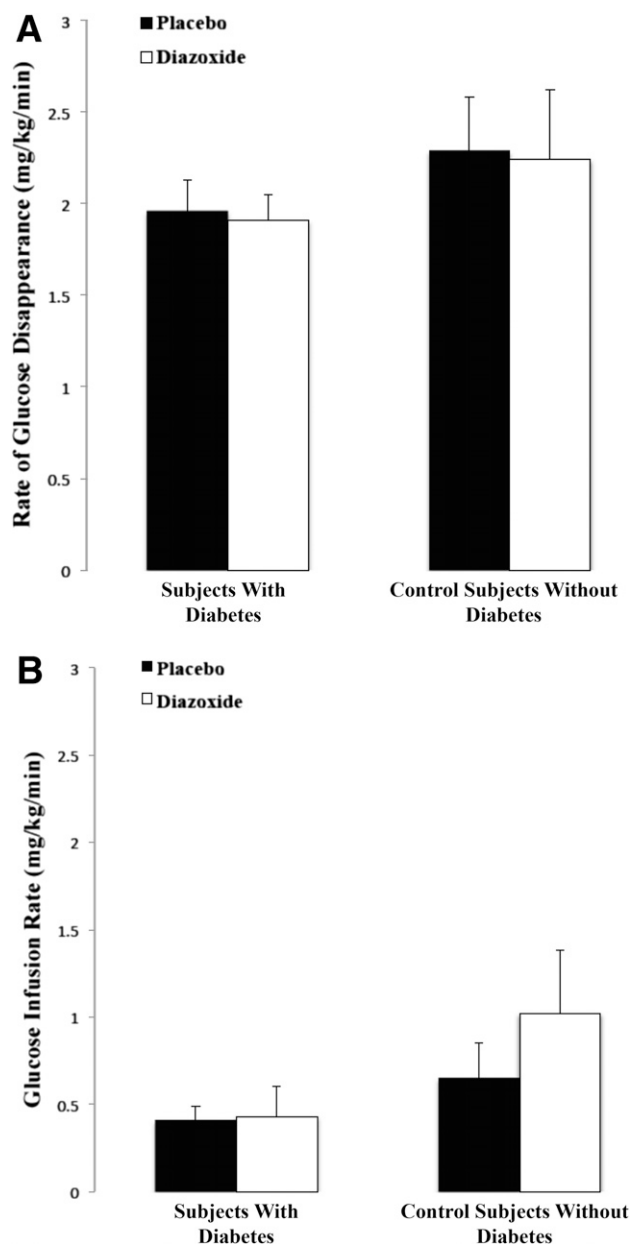 A
Placebo
Diazoxide
Rate of Glucose Disappearance (mg/kg/min)
3
2.5
2
1.5
1
0.5
0
Subjects With
Diabetes
Control Subjects Without
Diabetes
B
Placebo
Diazoxide
Glucose Infusion Rate (mg/kg/min)
3
2.5
2
1.5
1
0.5
0
Subjects With
Diabetes
Control Subjects Without
Diabetes